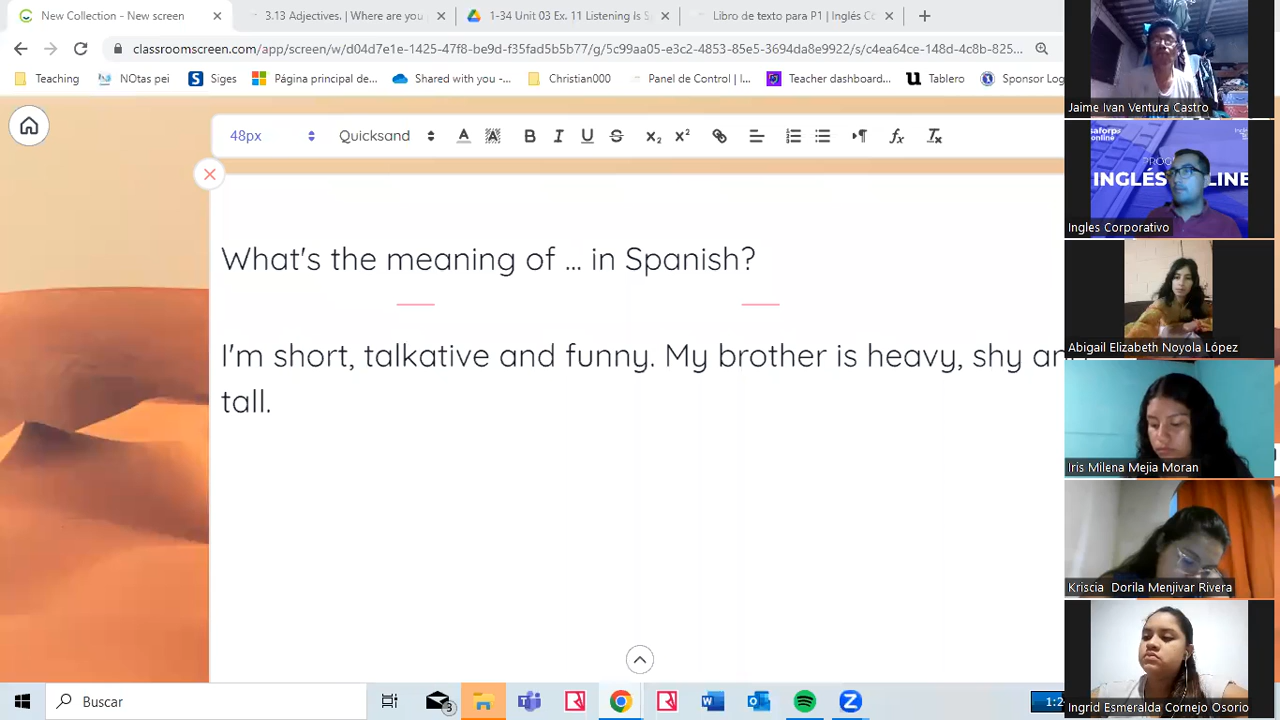 New Collection - New screen
3.13 Adjectives. | Where are you
1-34 Unit 03 Ex. 11 Listening is S
Libro de texto para P1 | Inglés C
classroomscreen.com/app/screen/w/d04d7e1e-1425-47f8-be9d-f35fad5b5b77/g/5c99aa05-e3c2-4853-85e5-3694da8e9922/s/c4ea64ce-148d-4c8b-825...
Teaching
NOtas pei
Siges
Página principal de...
Shared with you -...
Christian000
Panel de Control | I...
Teacher dashboard...
Tablero
Sponsor Log
48px
Quicksand
What's the meaning of ... in Spanish?
I'm short, talkative and funny. My brother is heavy, shy an
tall.
Jaime Ivan Ventura Castro
INGLÉS LINE
Ingles Corporativo
Abigail Elizabeth Noyola López
Iris Milena Mejia Moran
Kriscia Dorila Menjivar Rivera
Ingrid Esmeralda Cornejo Osorio
Buscar
1:2